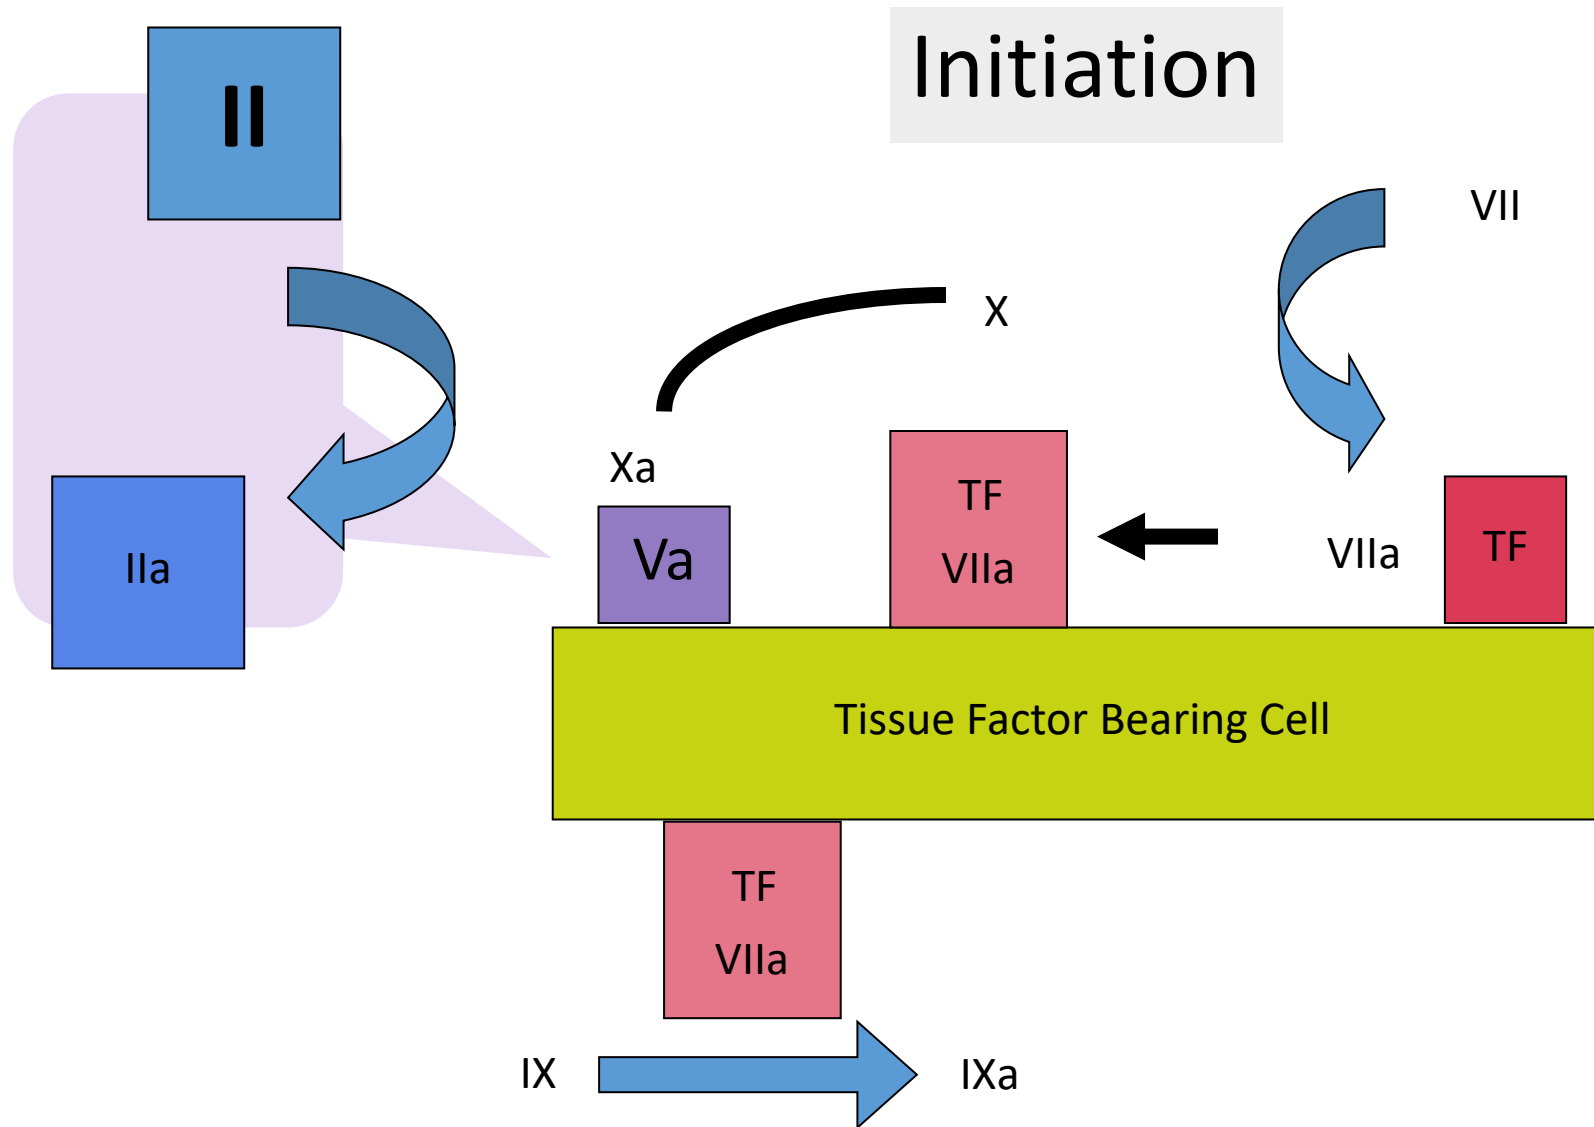 Initiation
II
VII
X
Xa
TF
VIIa
Va
IIa
VIIa
TF
Tissue Factor Bearing Cell
TF
VIIa
IX
IXa